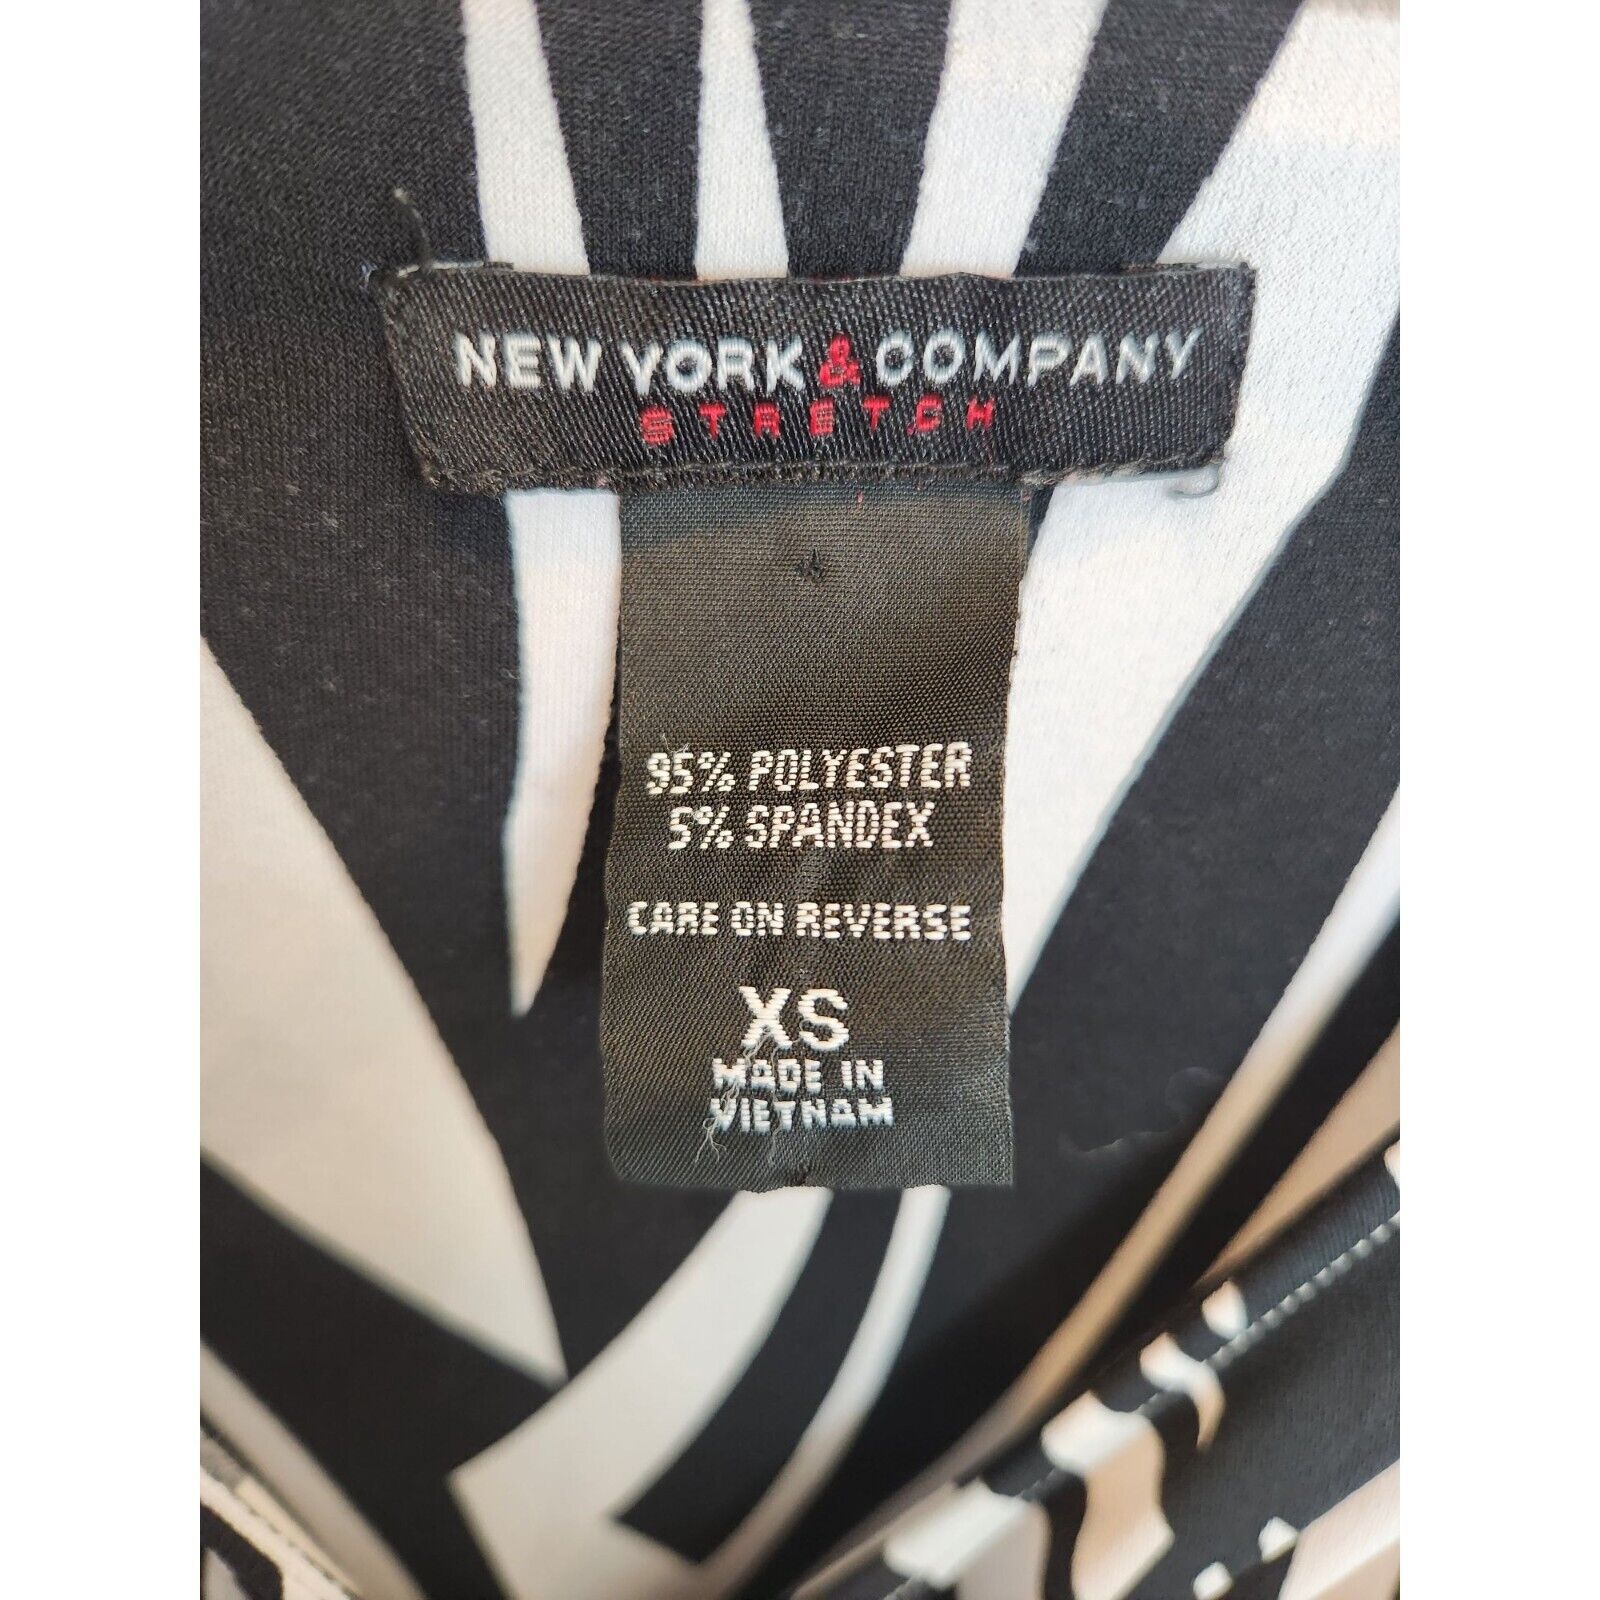 NEW YORK & COMPANY
STRETCH
95% POLYESTER
5% SPANDEX
CARE ON REVERSE
XS
MADE IN
VIETNAM